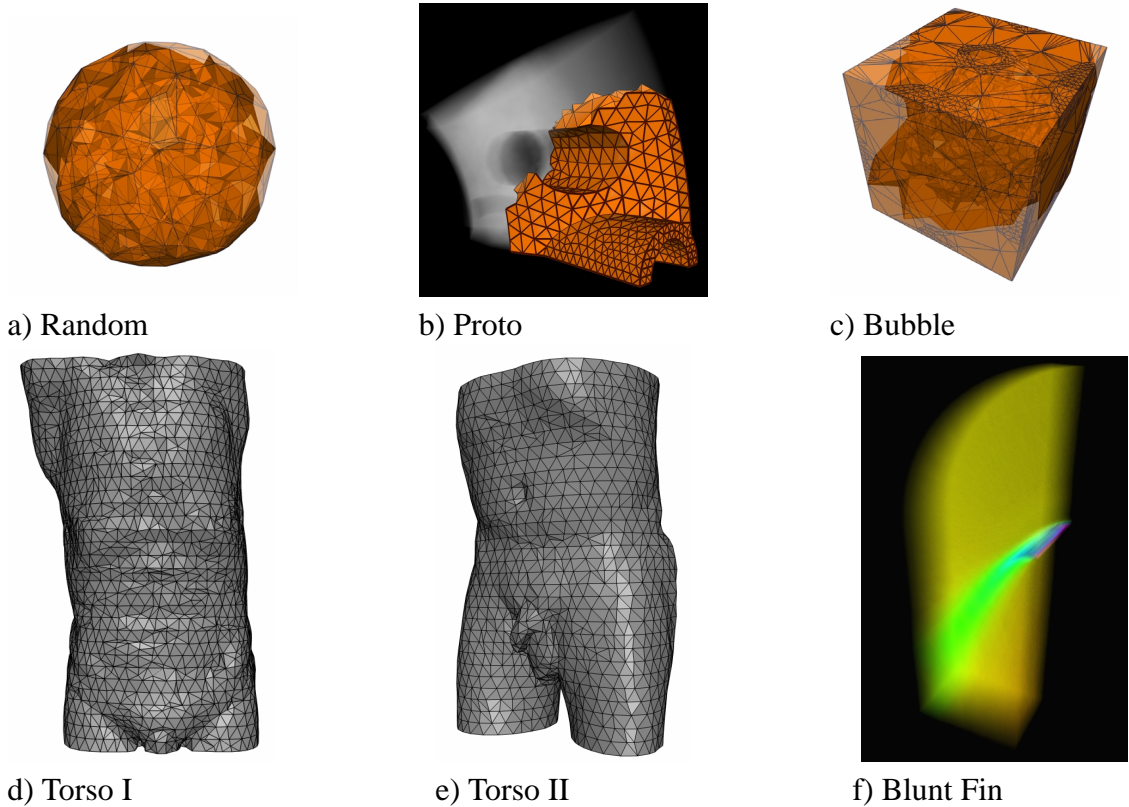 a) Random
b) Proto
c) Bubble
d) Torso I
e) Torso II
f) Blunt Fin